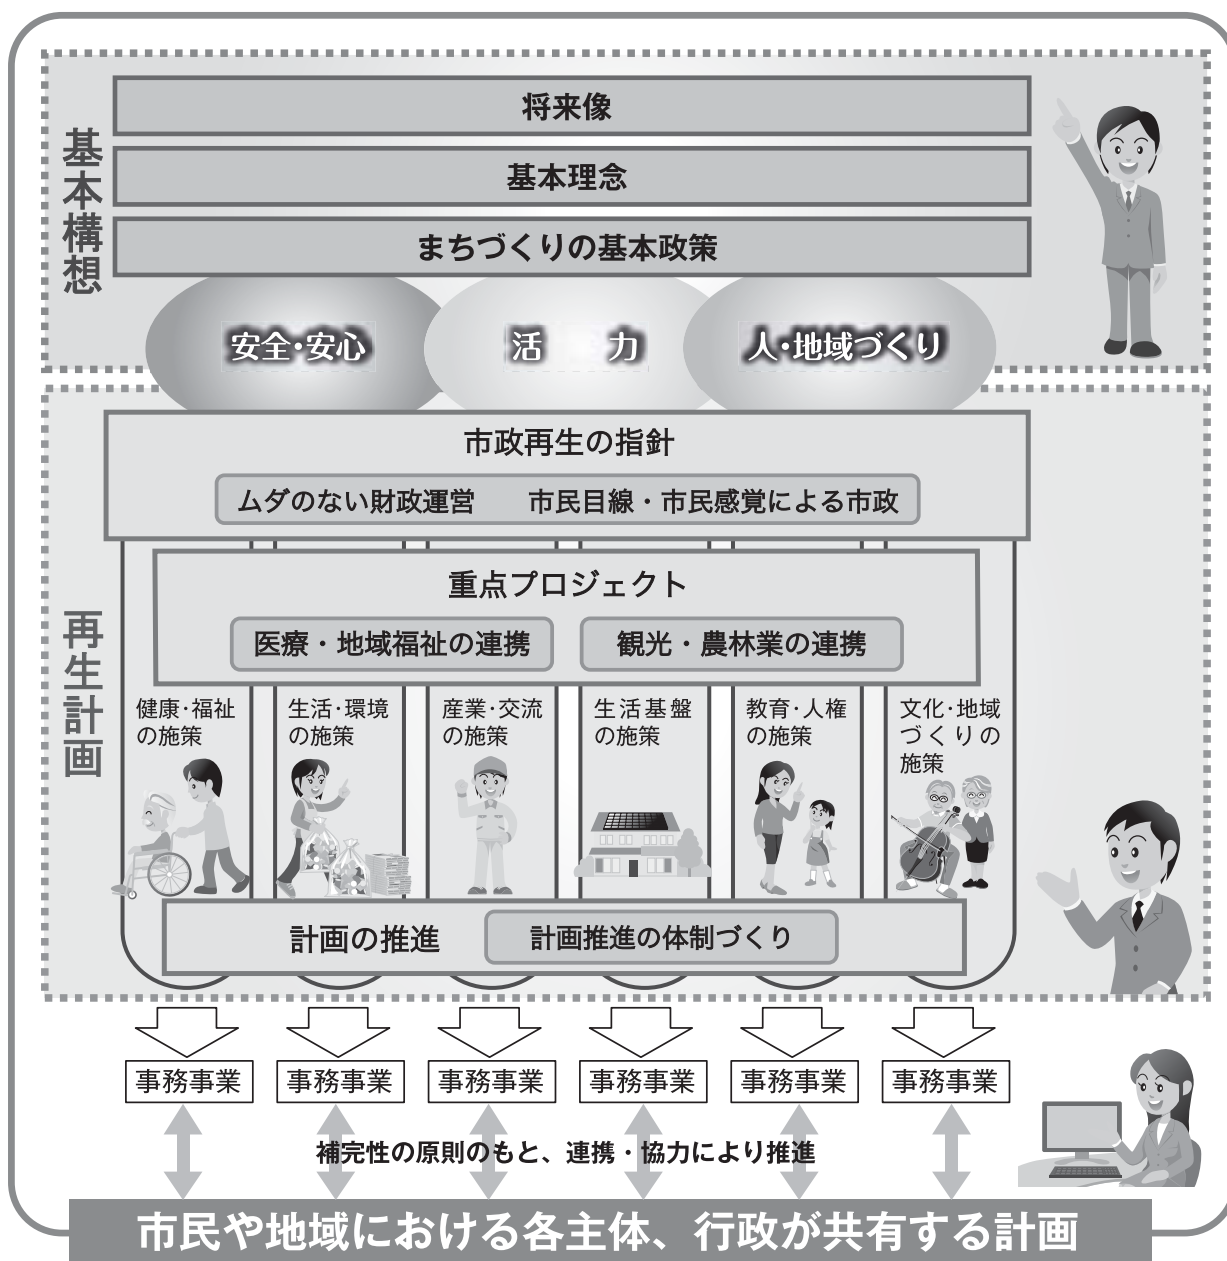 基本構想
将来像
基本理念
まちづくりの基本政策
安全・安心
活 力
人・地域づくり
再生計画
市政再生の指針
ムダのない財政運営
市民目線・市民感覚による市政
重点プロジェクト
医療・地域福祉の連携
観光・農林業の連携
健康・福祉
の施策
生活・環境
の施策
産業・交流
の施策
生活基盤
の施策
教育・人権
の施策
文化・地域
づくりの
施策
計画の推進
計画推進の体制づくり
事務事業
事務事業
事務事業
事務事業
事務事業
事務事業
補完性の原則のもと、連携・協力により推進
市民や地域における各主体、行政が共有する計画